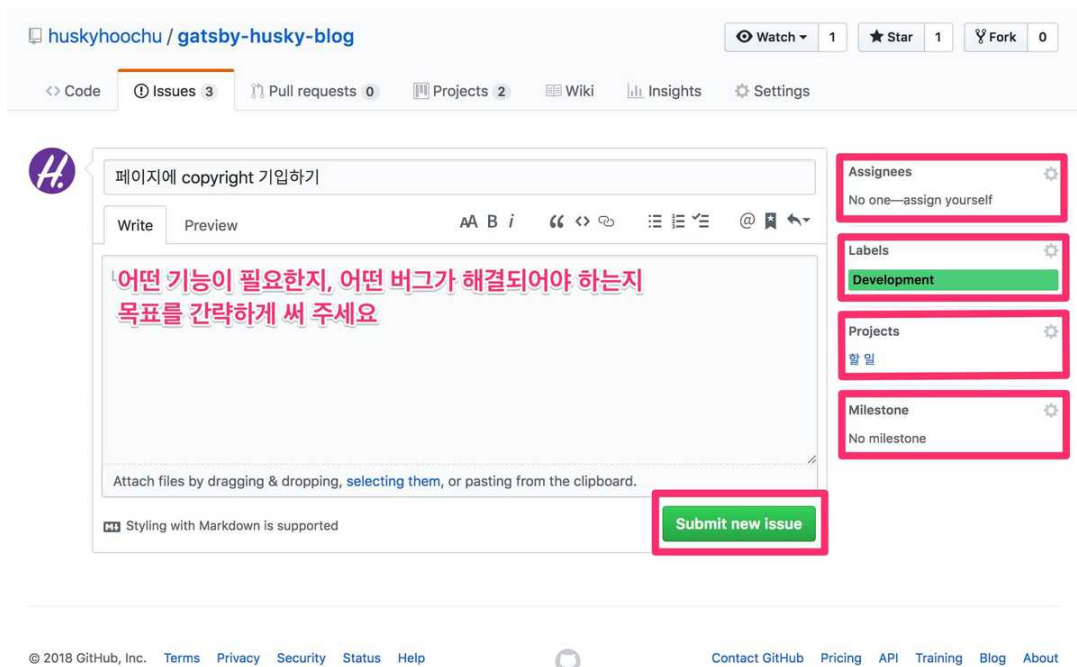 huskyhoochu / gatsby-husky-blog
Watch 1 Star 1 Fork 0
Code Issues 3 Pull requests 0 Projects 2 Wiki Insights Settings
H.
페이지에 copyright 기입하기
Write Preview
AA B i
어떤 기능이 필요한지, 어떤 버그가 해결되어야 하는지
목표를 간략하게 써 주세요
Attach files by dragging & dropping, selecting them, or pasting from the clipboard.
Styling with Markdown is supported
Submit new issue
Assignees
No one—assign yourself
Labels
Development
Projects
할 일
Milestone
No milestone
© 2018 GitHub, Inc. Terms Privacy Security Status Help
Contact GitHub Pricing API Training Blog About